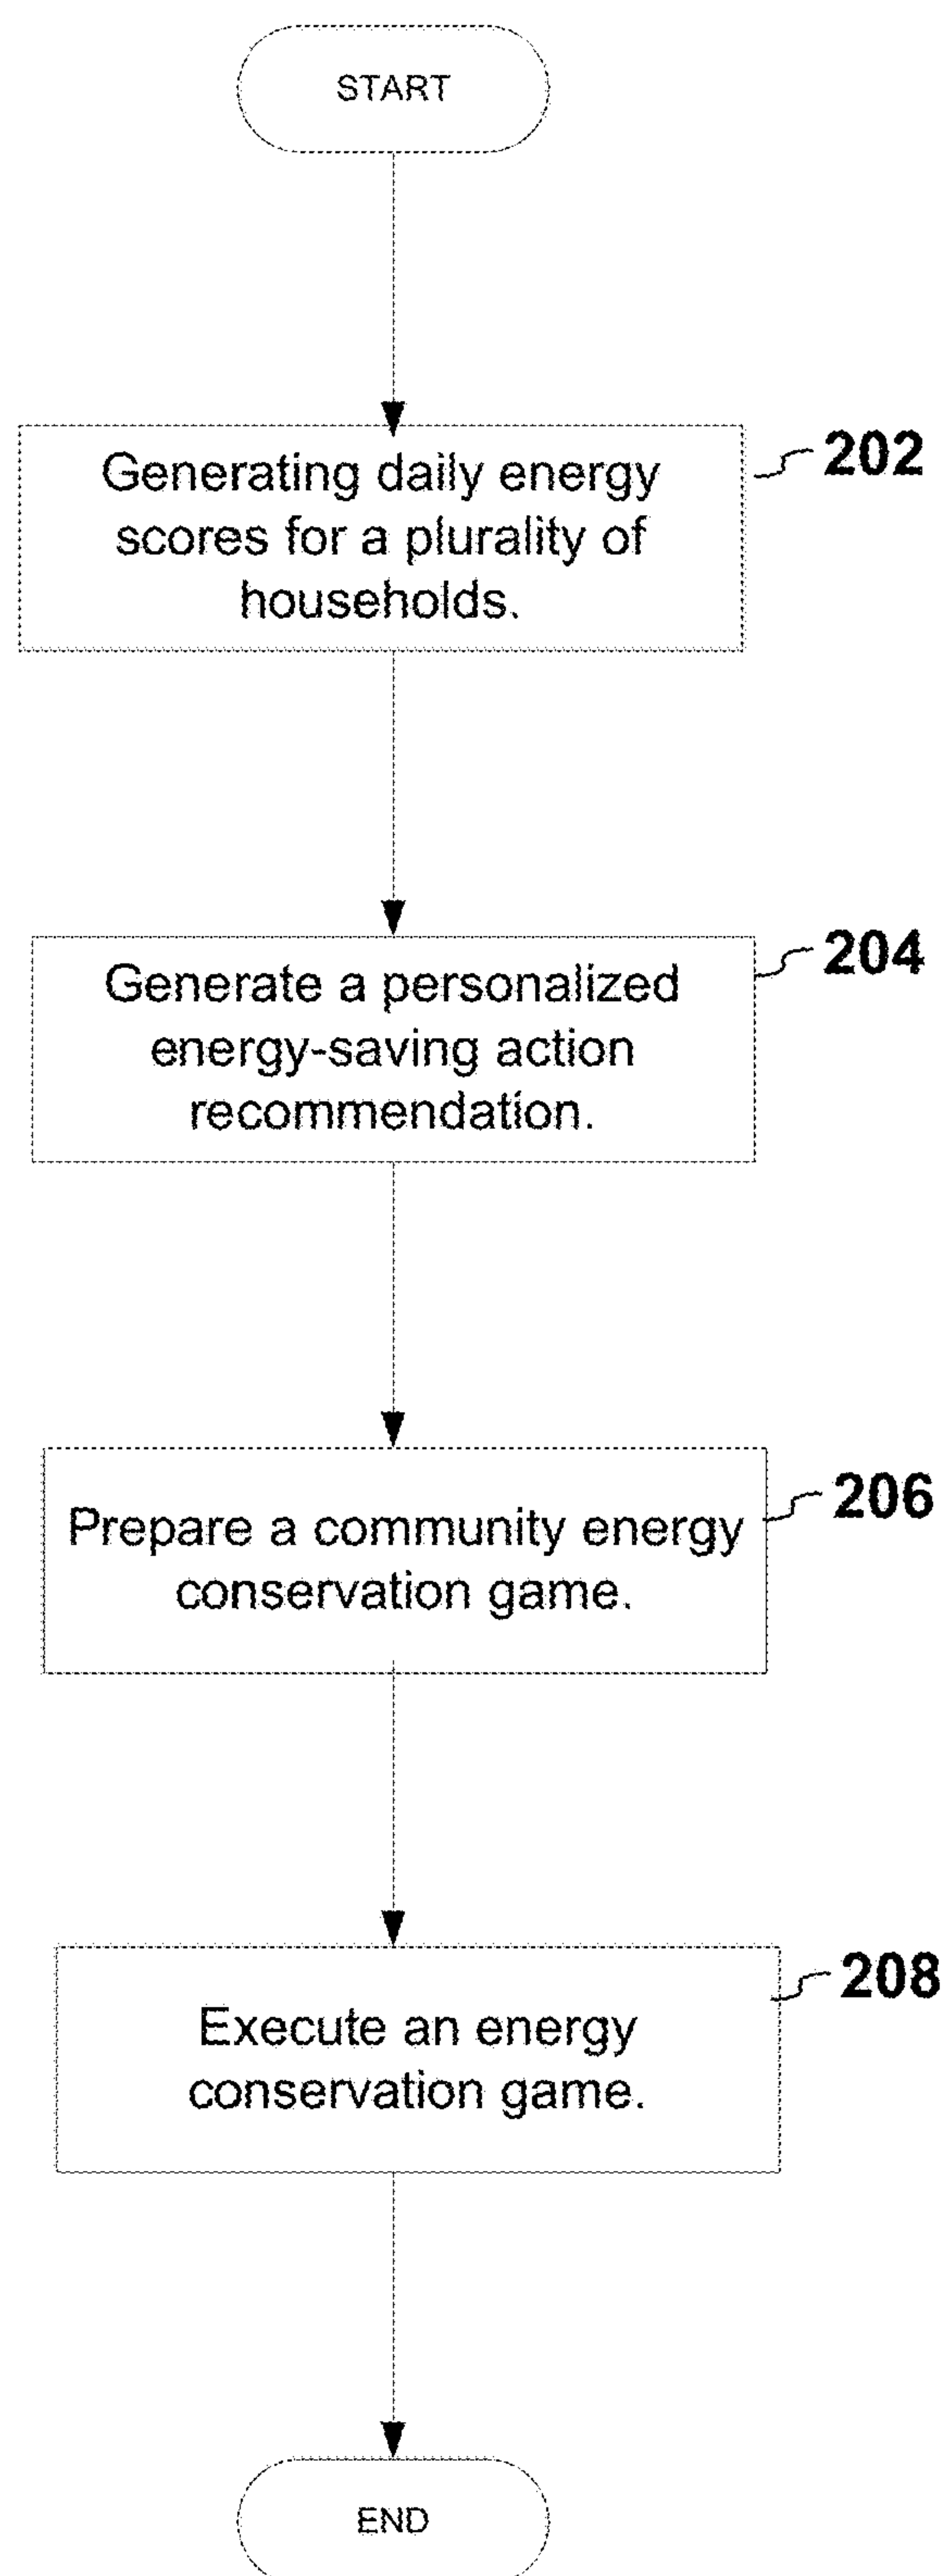 START
Generating daily energy
scores for a plurality of
households.
202
Generate a personalized
energy-saving action
recommendation.
204
Prepare a community energy
conservation game.
206
Execute an energy
conservation game.
208
END